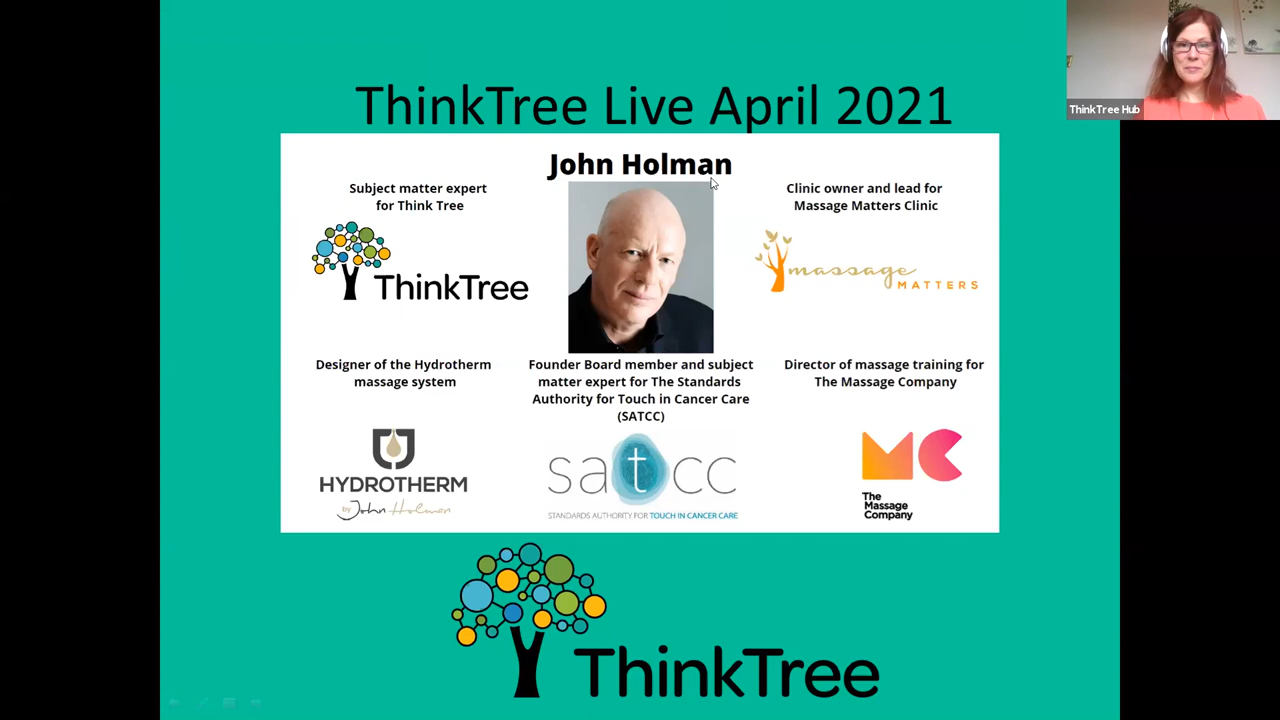 ThinkTree Live April 2021
ThinkTree Hub
John Holman
Subject matter expert
for Think Tree
ThinkTree
Clinic owner and lead for
Massage Matters Clinic
massage
MATTERS
Designer of the Hydrotherm
massage system
HYDROTHERM
by John Holman
Founder Board member and subject
matter expert for The Standards
Authority for Touch in Cancer Care
(SATCC)
satcc
STANDARDS AUTHORITY FOR TOUCH IN CANCER CARE
Director of massage training for
The Massage Company
MC
The
Massage
Company
ThinkTree